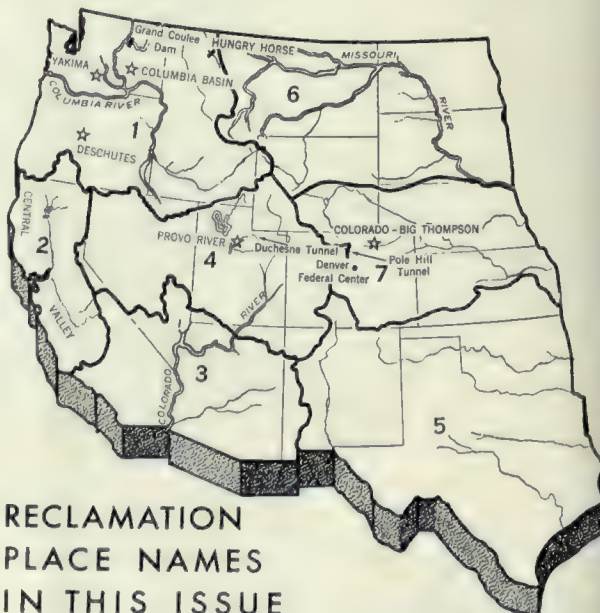 Grand Coulee
Dam
HUNGRY HORSE
MISSOURI
RIVER
YAKIMA
COLUMBIA BASIN
COLUMBIA RIVER
6
1
DESCHUTES
CENTRAL
VALLEY
2
COLORADO - BIG THOMPSON
PROVO RIVER
4
Duchesne Tunnel
7
Pole Hill
Tunnel
Denver
Federal Center
COLORADO
RIVER
3
5
RECLAMATION
PLACE NAMES
IN THIS ISSUE